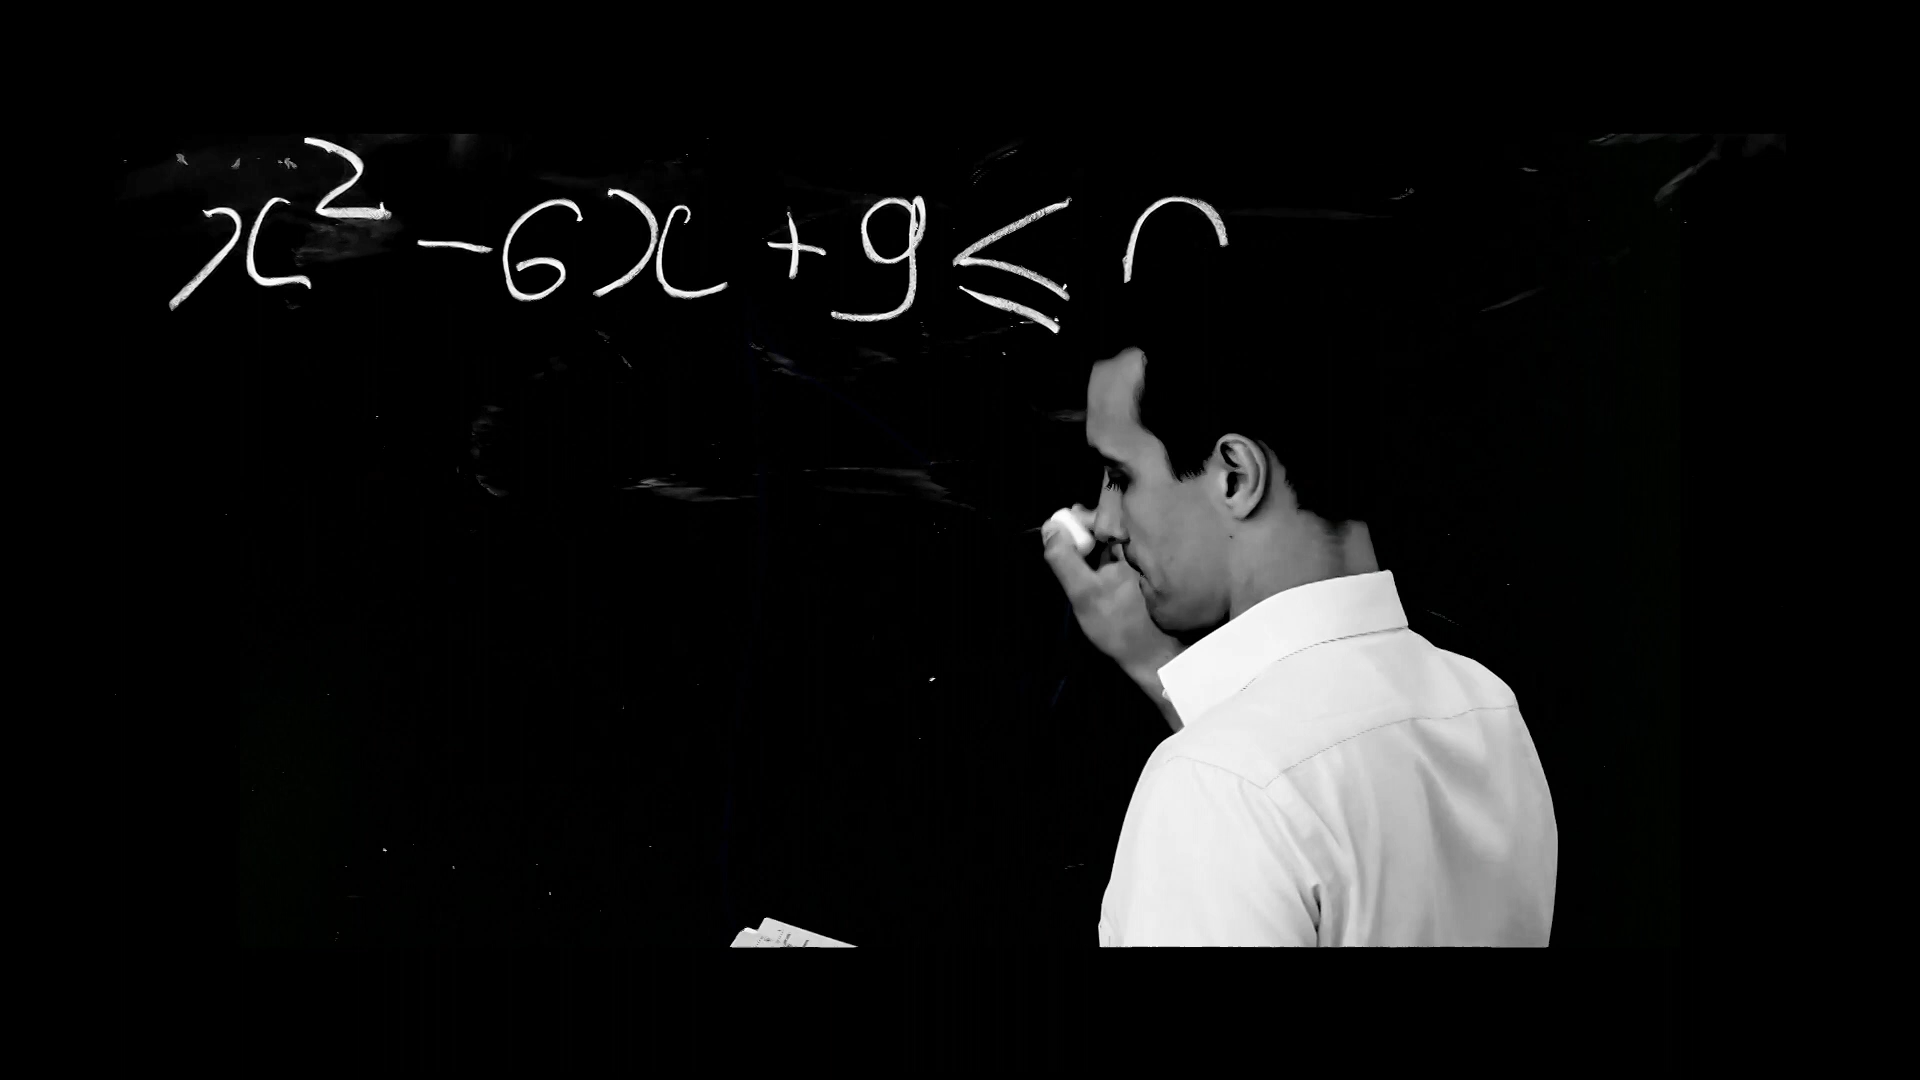 x² - 6x + 9 ≤